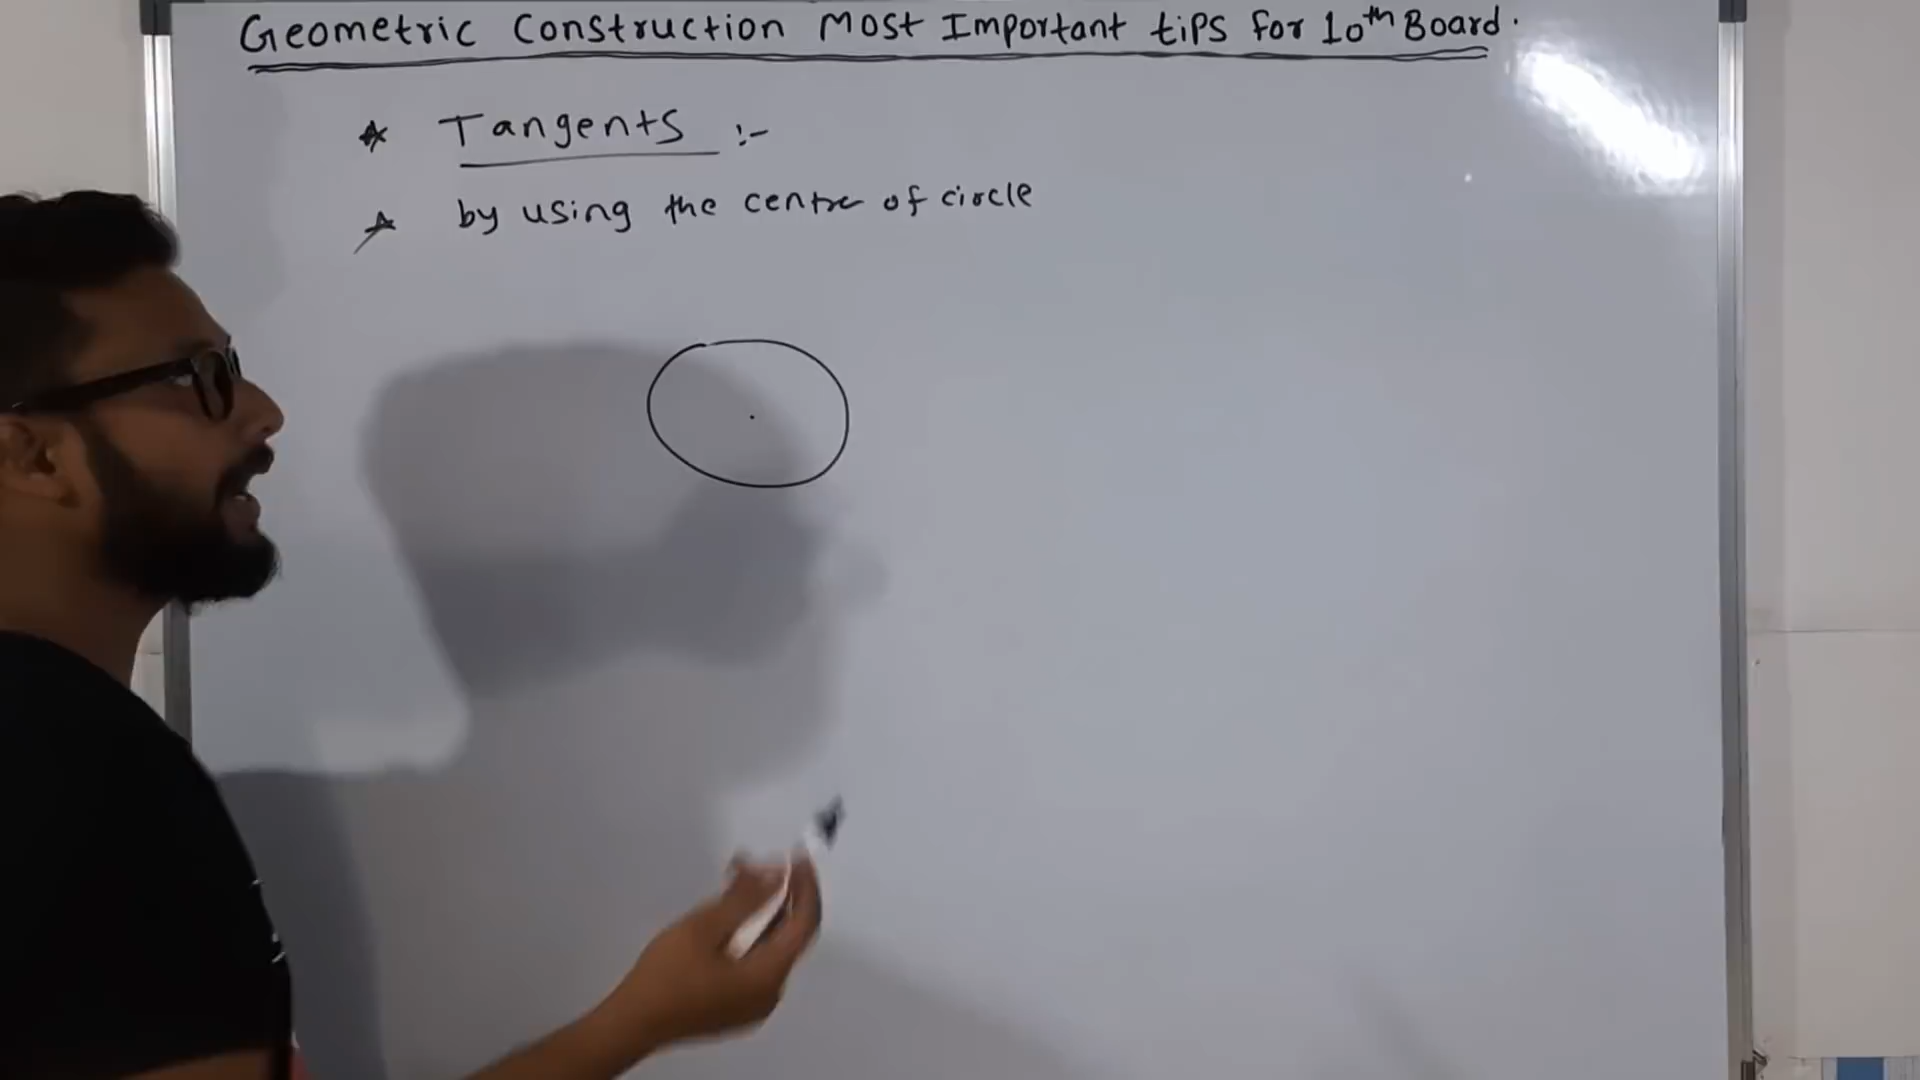 Geometric Construction Most Important tips for 10th Board.
* Tangents :-
* by using the centre of circle